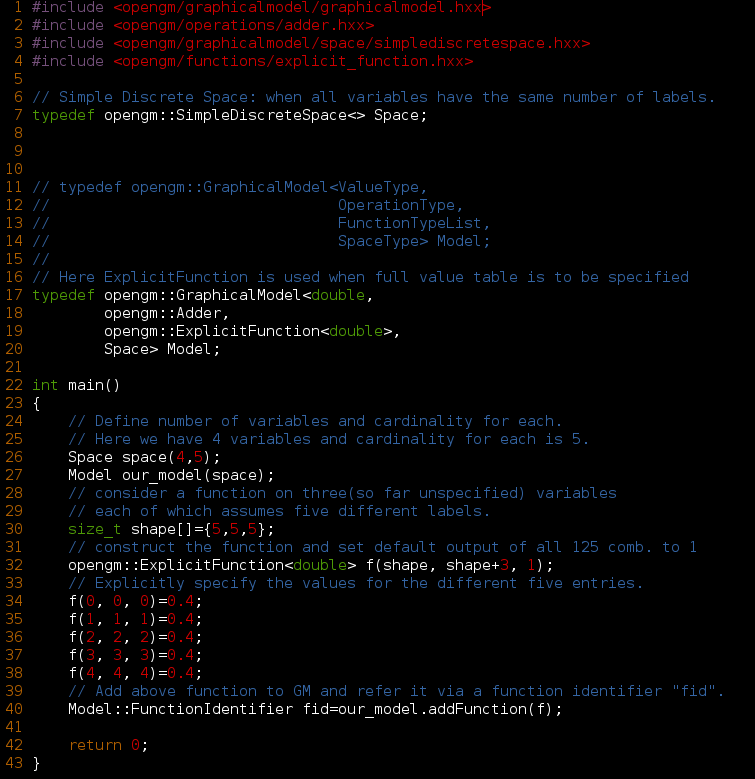 1 #include <opengm/graphicalmodel/graphicalmodel.hxx>
2 #include <opengm/operations/adder.hxx>
3 #include <opengm/graphicalmodel/space/simplediscretespace.hxx>
4 #include <opengm/functions/explicit_function.hxx>
5
6 // Simple Discrete Space: when all variables have the same number of labels.
7 typedef opengm::SimpleDiscreteSpace<> Space;
8
9
10
11 // typedef opengm::GraphicalModel<ValueType,
12 //                                OperationType,
13 //                                FunctionTypeList,
14 //                                SpaceType> Model;
15 //
16 // Here ExplicitFunction is used when full value table is to be specified
17 typedef opengm::GraphicalModel<double,
18         opengm::Adder,
19         opengm::ExplicitFunction<double>,
20         Space> Model;
21
22 int main()
23 {
24     // Define number of variables and cardinality for each.
25     // Here we have 4 variables and cardinality for each is 5.
26     Space space(4,5);
27     Model our_model(space);
28     // consider a function on three(so far unspecified) variables
29     // each of which assumes five different labels.
30     size_t shape[]={5,5,5};
31     // construct the function and set default output of all 125 comb. to 1
32     opengm::ExplicitFunction<double> f(shape, shape+3, 1);
33     // Explicitly specify the values for the different five entries.
34     f(0, 0, 0)=0.4;
35     f(1, 1, 1)=0.4;
36     f(2, 2, 2)=0.4;
37     f(3, 3, 3)=0.4;
38     f(4, 4, 4)=0.4;
39     // Add above function to GM and refer it via a function identifier "fid".
40     Model::FunctionIdentifier fid=our_model.addFunction(f);
41
42     return 0;
43 }